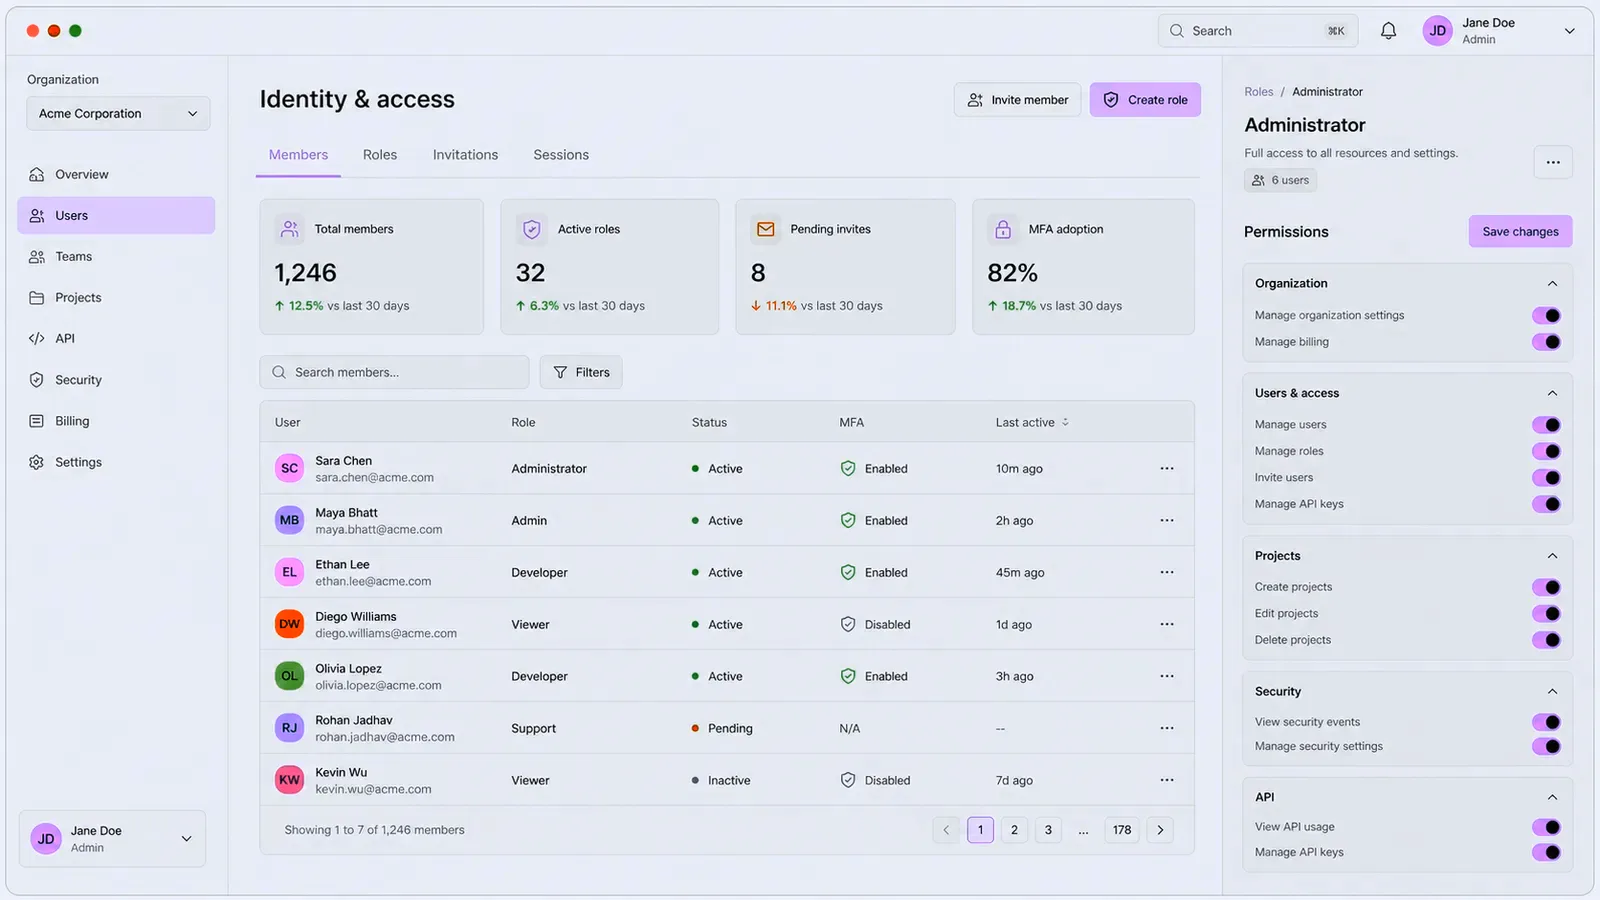 Search
⌘K
JD
Jane Doe
Admin
Organization
Acme Corporation
Overview
Users
Teams
Projects
API
Security
Billing
Settings
JD
Jane Doe
Admin
Identity & access
Invite member
Create role
Members
Roles
Invitations
Sessions
Total members
1,246
↑ 12.5% vs last 30 days
Active roles
32
↑ 6.3% vs last 30 days
Pending invites
8
↓ 11.1% vs last 30 days
MFA adoption
82%
↑ 18.7% vs last 30 days
Search members...
Filters
User Role Status MFA Last active
SC Sara Chen
sara.chen@acme.com
Administrator Active Enabled 10m ago ...
MB Maya Bhatt
maya.bhatt@acme.com
Admin Active Enabled 2h ago ...
EL Ethan Lee
ethan.lee@acme.com
Developer Active Enabled 45m ago ...
DW Diego Williams
diego.williams@acme.com
Viewer Active Disabled 1d ago ...
OL Olivia Lopez
olivia.lopez@acme.com
Developer Active Enabled 3h ago ...
RJ Rohan Jadhav
rohan.jadhav@acme.com
Support Pending N/A -- ...
KW Kevin Wu
kevin.wu@acme.com
Viewer Inactive Disabled 7d ago ...
Showing 1 to 7 of 1,246 members
1 2 3 ... 178
Roles / Administrator
Administrator
Full access to all resources and settings.
6 users
...
Permissions
Save changes
Organization
Manage organization settings
Manage billing
Users & access
Manage users
Manage roles
Invite users
Manage API keys
Projects
Create projects
Edit projects
Delete projects
Security
View security events
Manage security settings
API
View API usage
Manage API keys